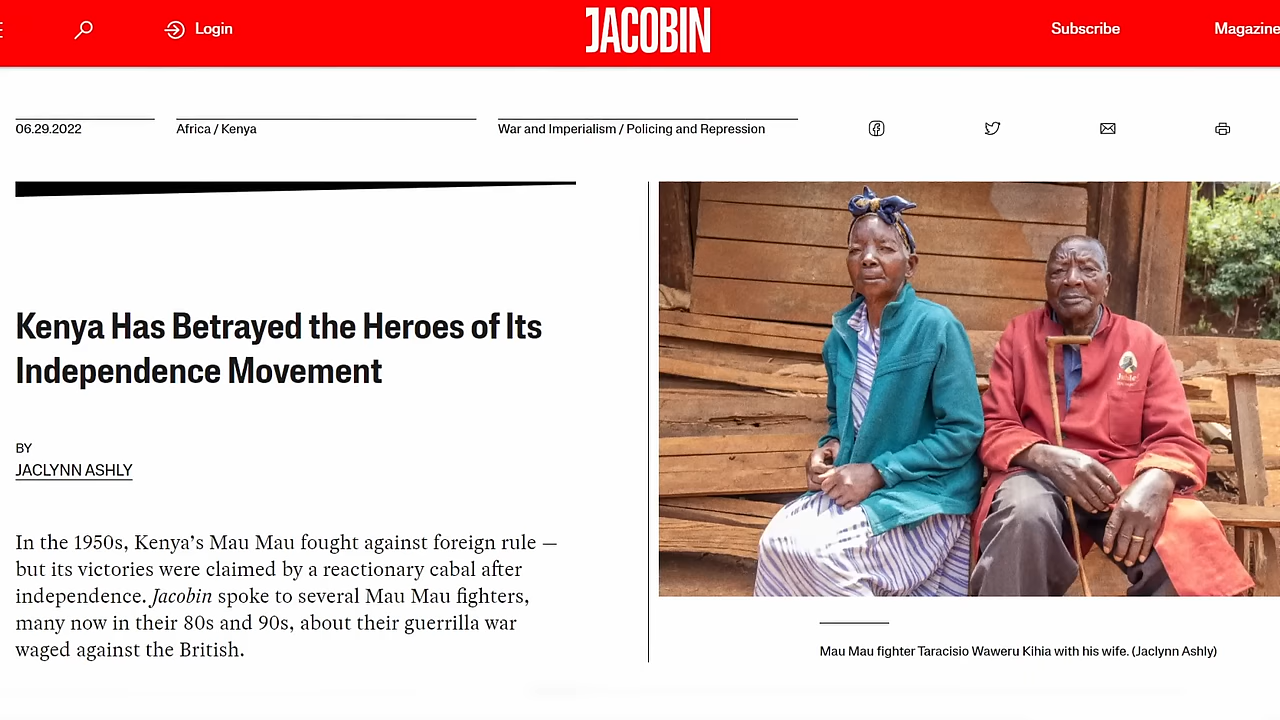 Login
JACOBIN
Subscribe
Magazine
06.29.2022
Africa / Kenya
War and Imperialism / Policing and Repression
Kenya Has Betrayed the Heroes of Its
Independence Movement
BY
JACLYNN ASHLY
In the 1950s, Kenya’s Mau Mau fought against foreign rule —
but its victories were claimed by a reactionary cabal after
independence. Jacobin spoke to several Mau Mau fighters,
many now in their 80s and 90s, about their guerrilla war
waged against the British.
Mau Mau fighter Taracisio Waweru Kihia with his wife. (Jaclynn Ashly)